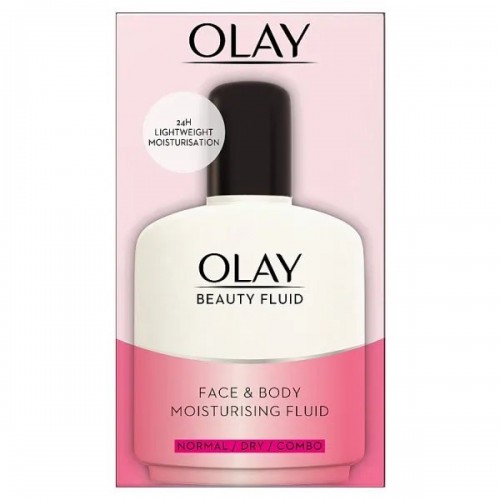 OLAY
24H
LIGHTWEIGHT
MOISTURISATION
OLAY
BEAUTY FLUID
FACE & BODY
MOISTURISING FLUID
NORMAL / DRY / COMBO